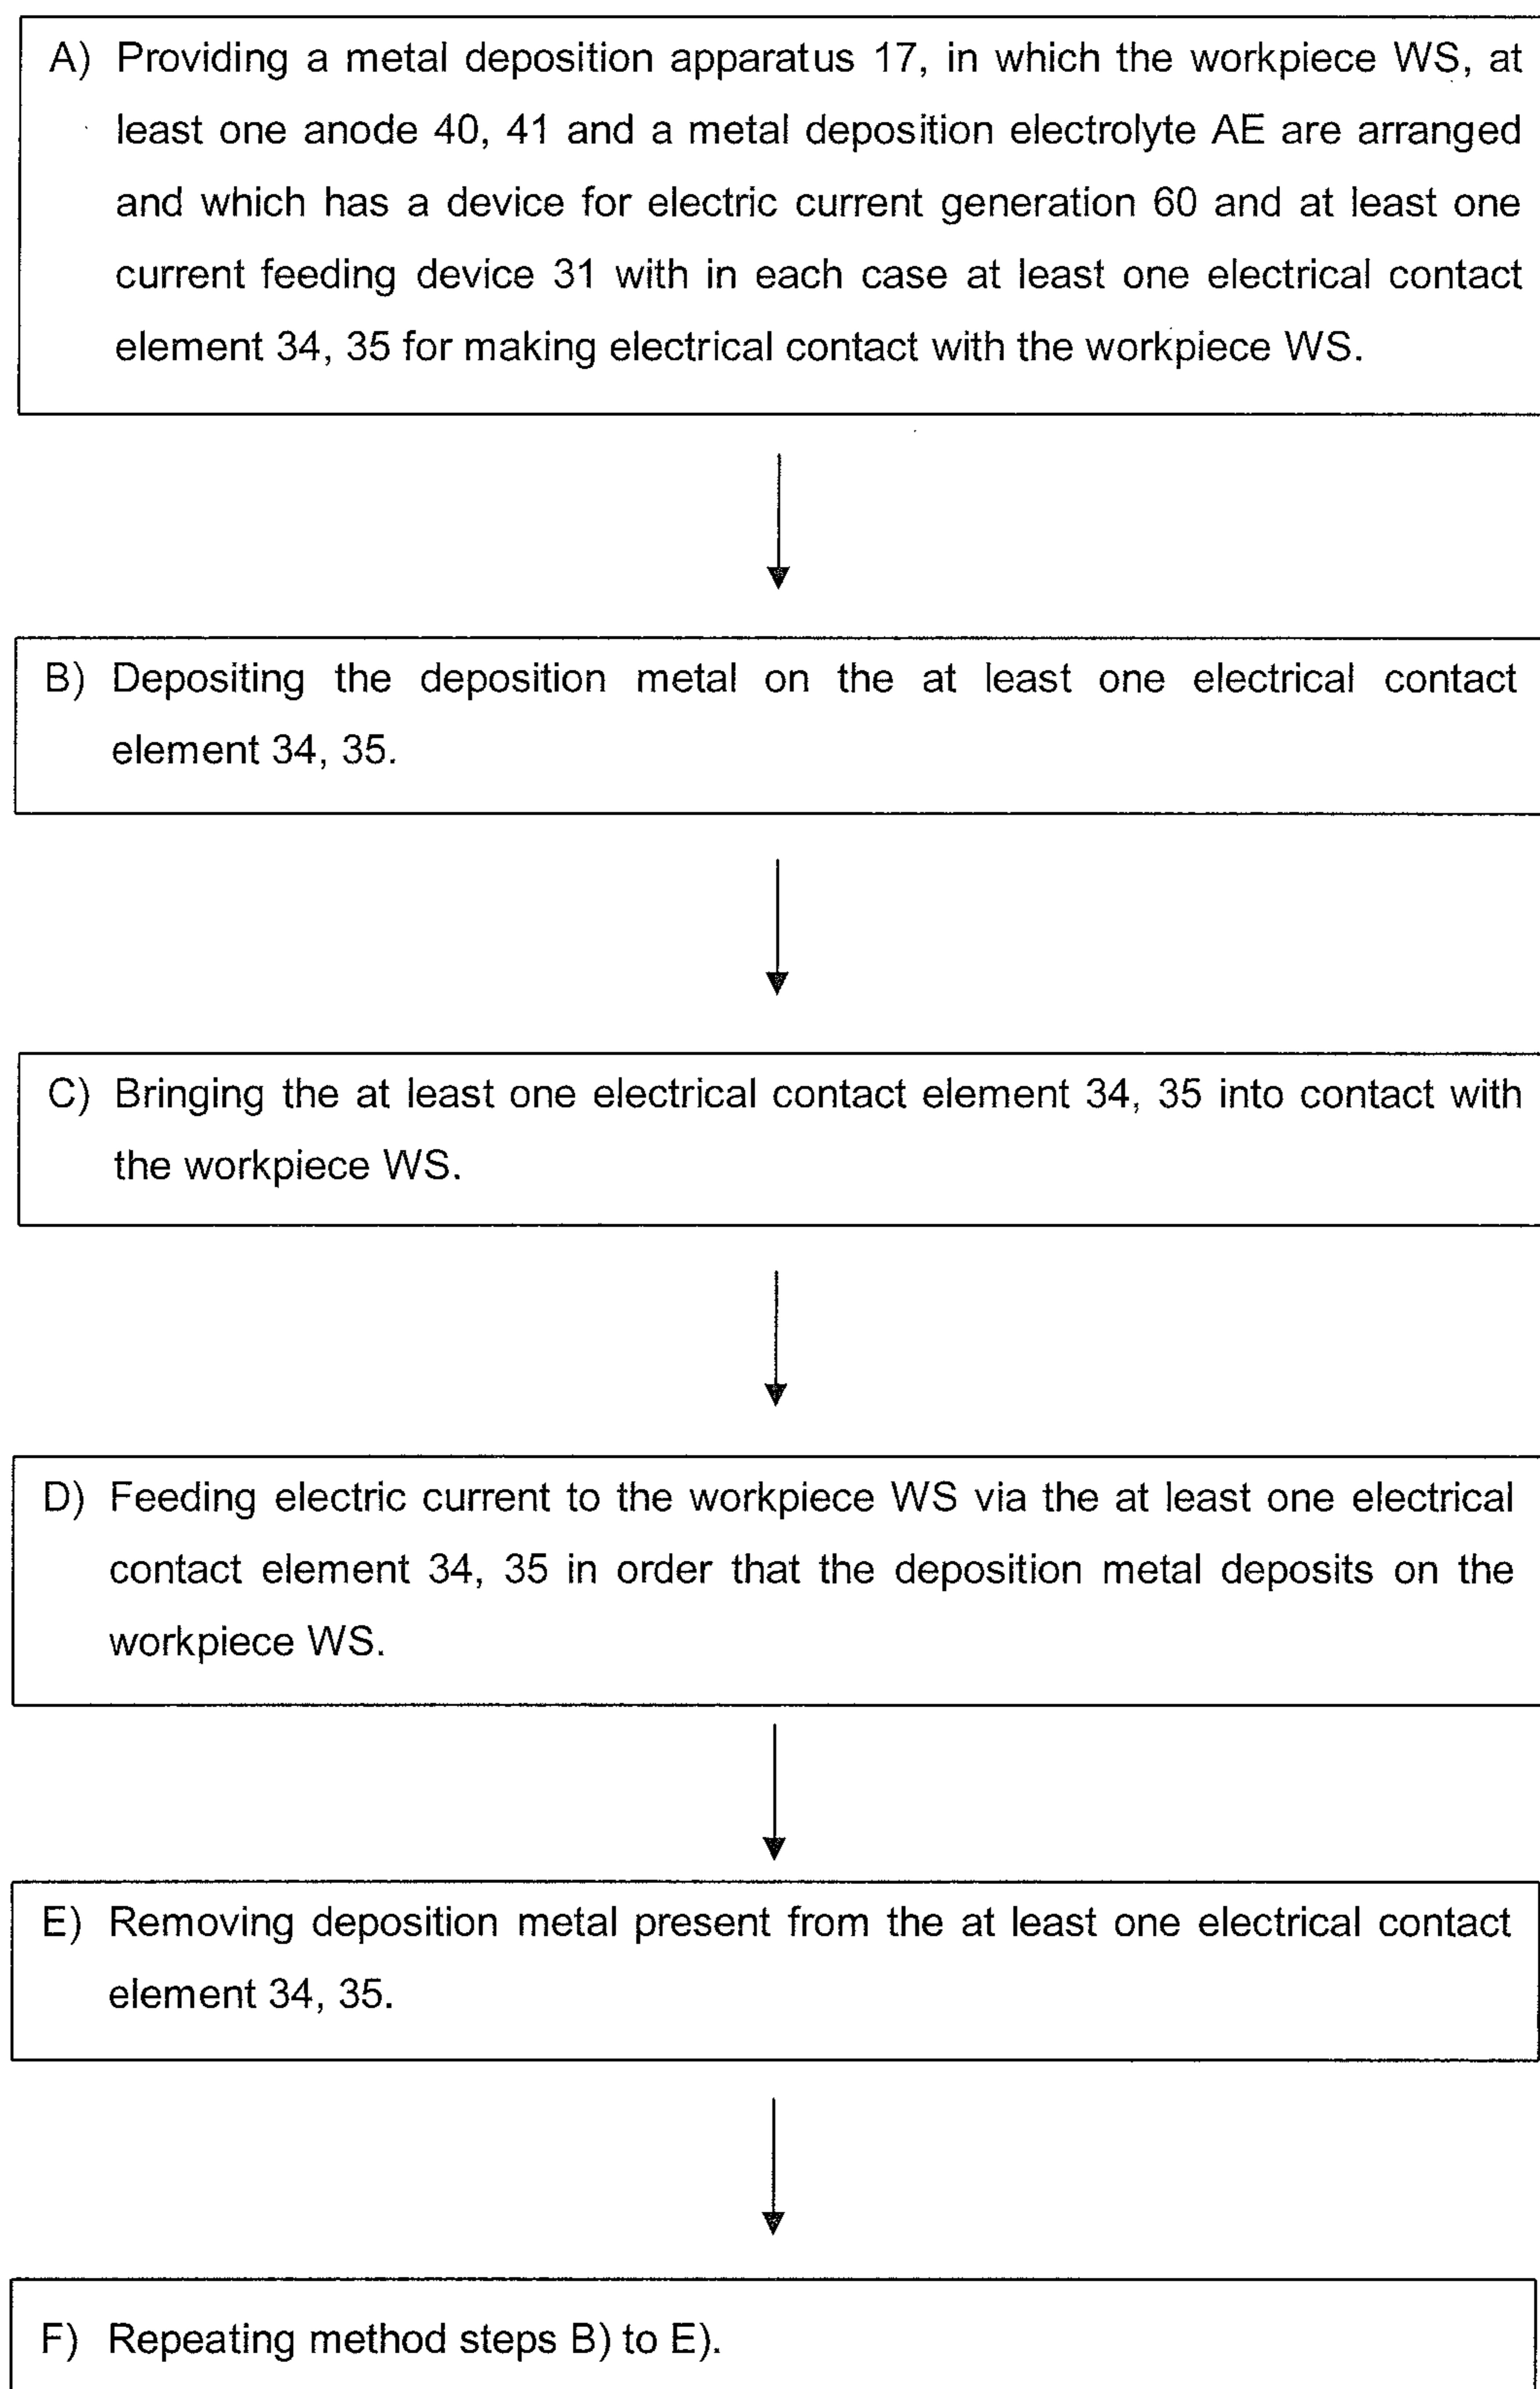 A) Providing a metal deposition apparatus 17, in which the workpiece WS, at
least one anode 40, 41 and a metal deposition electrolyte AE are arranged
and which has a device for electric current generation 60 and at least one
current feeding device 31 with in each case at least one electrical contact
element 34, 35 for making electrical contact with the workpiece WS.
B) Depositing the deposition metal on the at least one electrical contact
element 34, 35.
C) Bringing the at least one electrical contact element 34, 35 into contact with
the workpiece WS.
D) Feeding electric current to the workpiece WS via the at least one electrical
contact element 34, 35 in order that the deposition metal deposits on the
workpiece WS.
E) Removing deposition metal present from the at least one electrical contact
element 34, 35.
F) Repeating method steps B) to E).